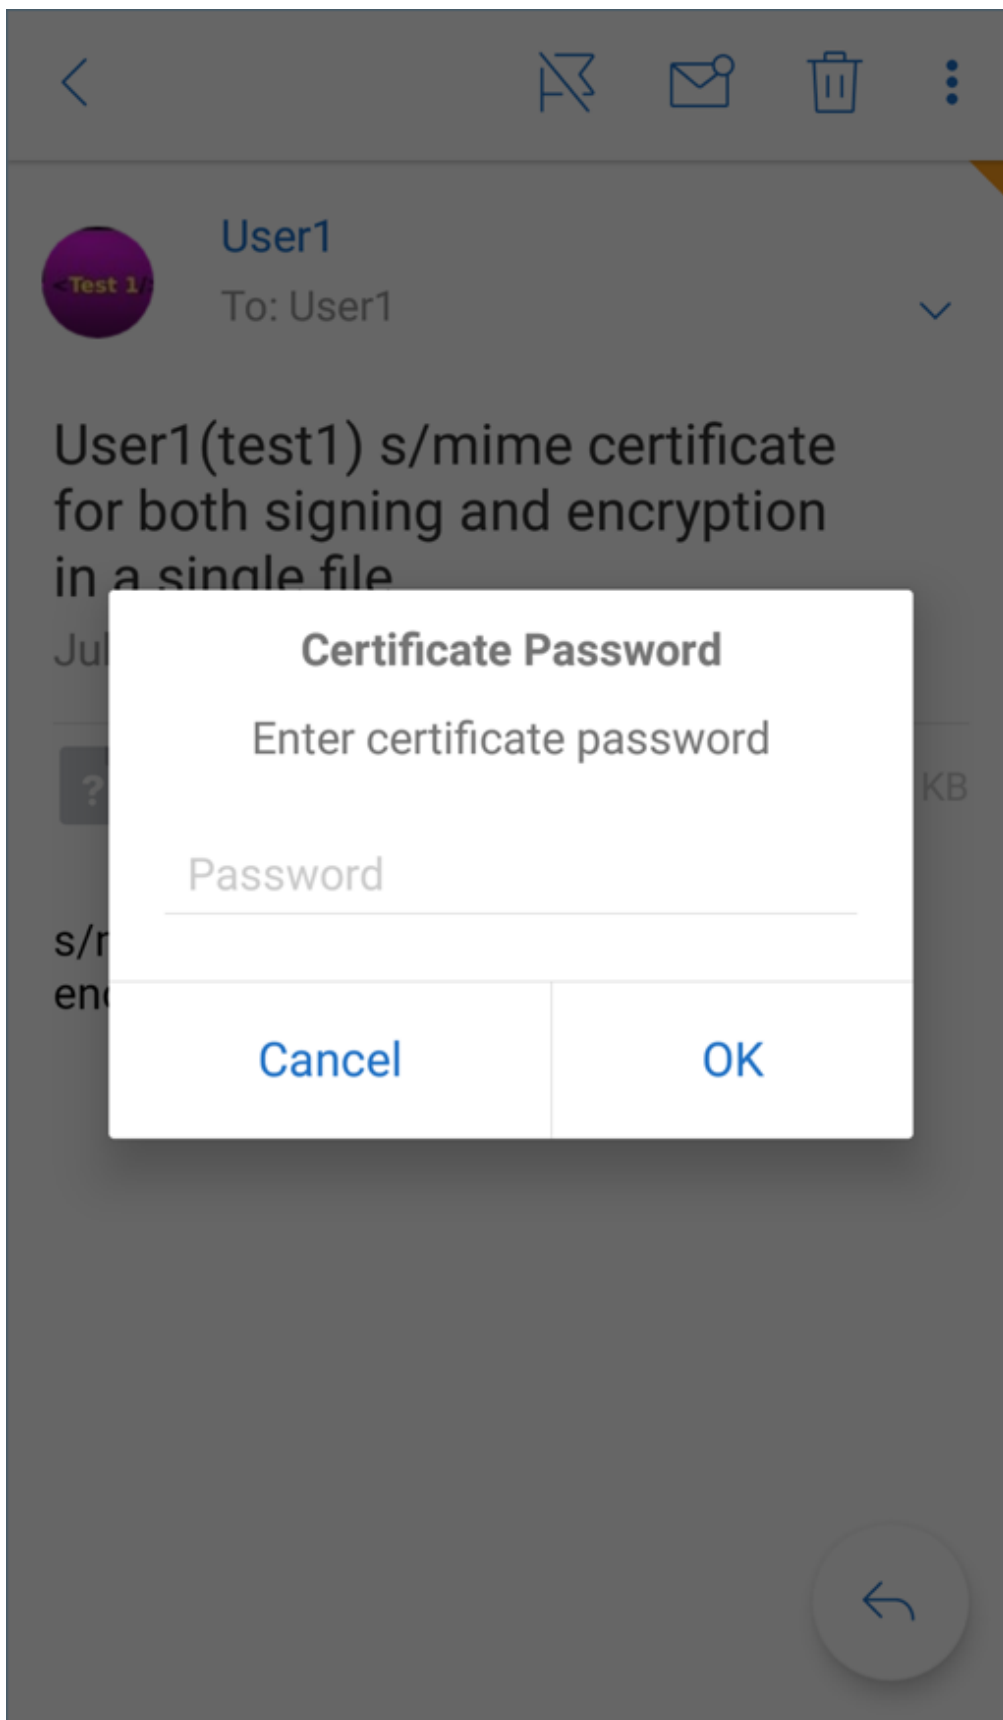 User1
<Test 1/
To: User1
User1(test1) s/mime certificate
for both signing and encryption
in a single file
Jul
Certificate Password
Enter certificate password
?
KB
Password
Cancel
OK